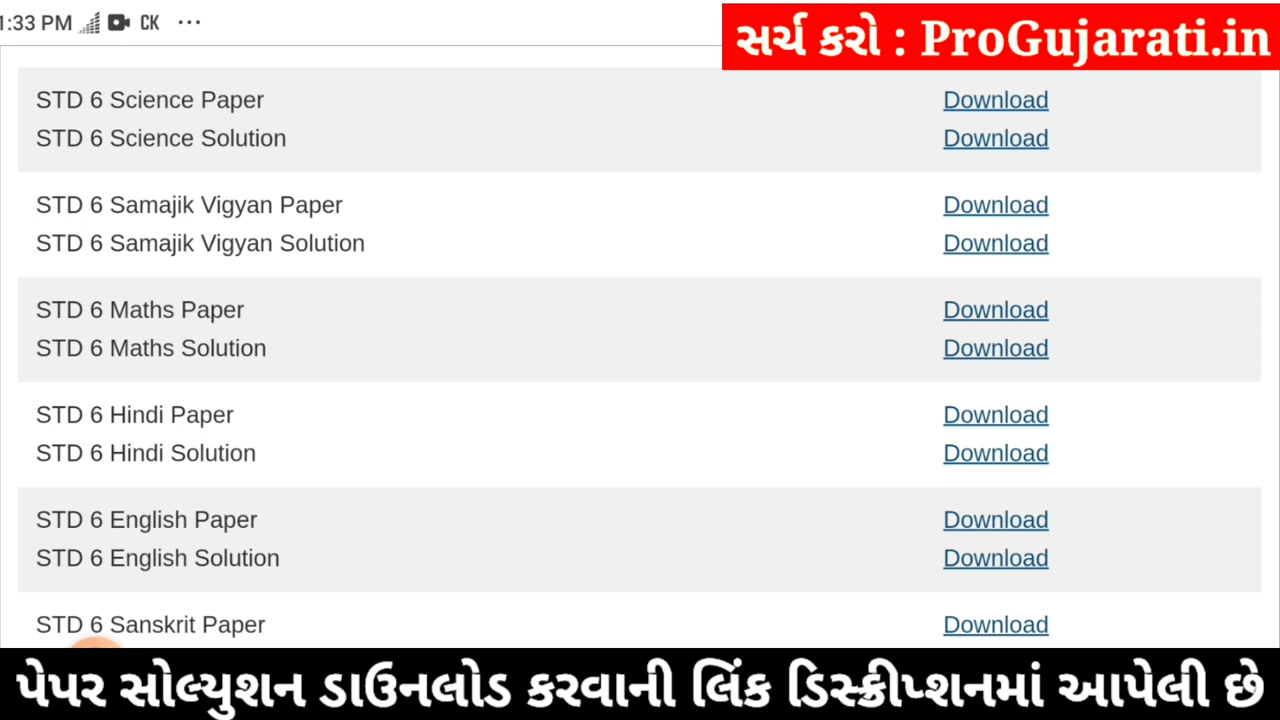 1:33 PM CK ...
સર્ચ કરો : ProGujarati.in
STD 6 Science Paper Download
STD 6 Science Solution Download
STD 6 Samajik Vigyan Paper Download
STD 6 Samajik Vigyan Solution Download
STD 6 Maths Paper Download
STD 6 Maths Solution Download
STD 6 Hindi Paper Download
STD 6 Hindi Solution Download
STD 6 English Paper Download
STD 6 English Solution Download
STD 6 Sanskrit Paper Download
પેપર સોલ્યુશન ડાઉનલોડ કરવાની લિંક ડિસ્ક્રીપ્શનમાં આપેલી છે